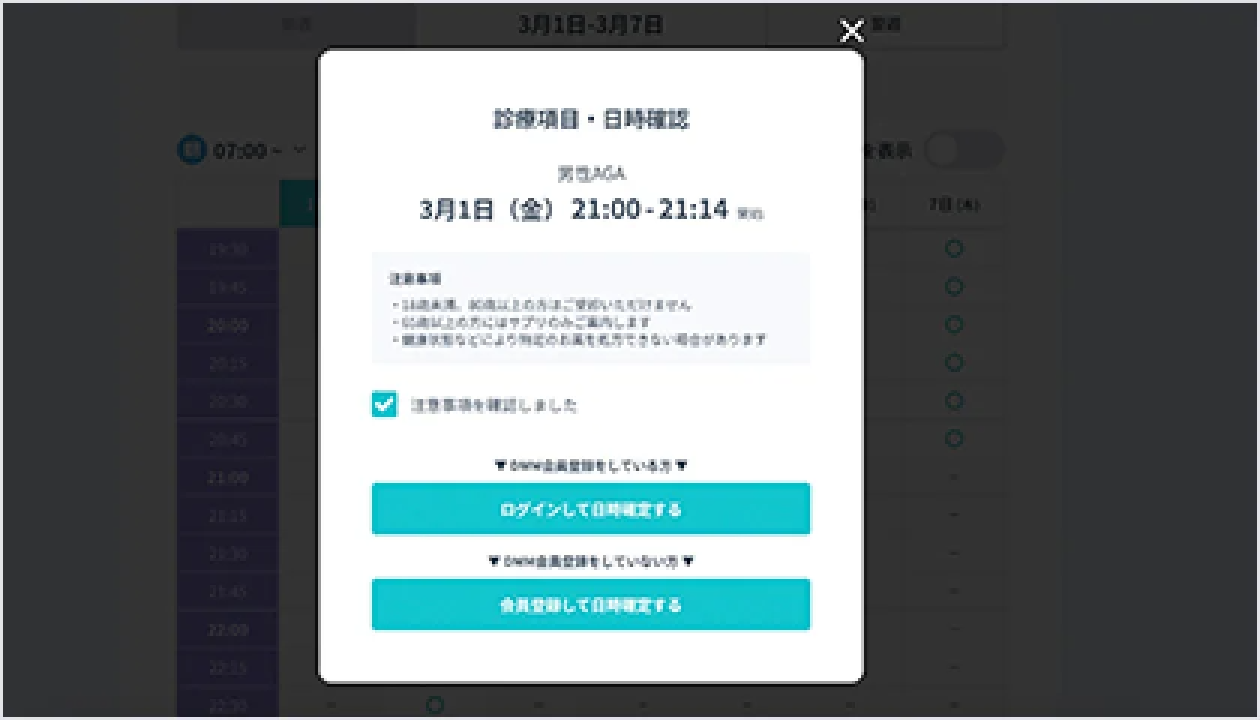 3月1日-3月7日
翌週
07:00 ~
を表示
7日(木)
19:30
19:45
20:00
20:15
20:30
20:45
21:00
21:15
21:30
21:45
22:00
22:15
22:30
診療項目・日時確認
男性AGA
3月1日（金） 21:00-21:14
注意事項
・18歳未満、80歳以上の方はご予約いただけません
・65歳以上の方にはサプリのみご案内します
・健康状態などにより特定のお薬を処方できない場合があります
注意事項を確認しました
▼ DMM会員登録をしている方 ▼
ログインして日時確定する
▼ DMM会員登録をしていない方 ▼
会員登録して日時確定する